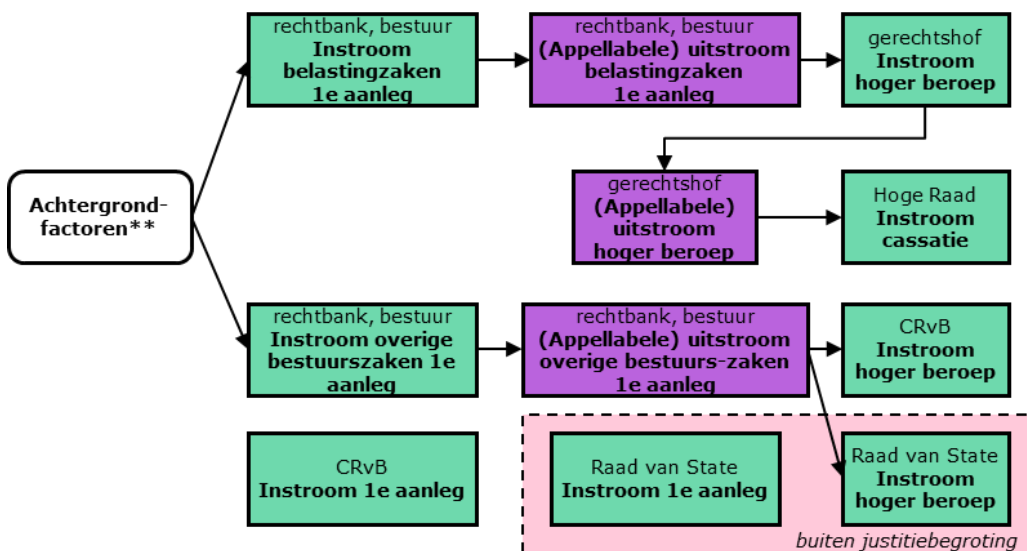 rechtbank, bestuur
Instroom
belastingzaken
1e aanleg
rechtbank, bestuur
(Appellabele) uitstroom
belastingzaken
1e aanleg
gerechtshof
Instroom
hoger beroep
Achtergrond-
factoren**
gerechtshof
(Appellabele)
uitstroom
hoger beroep
Hoge Raad
Instroom
cassatie
rechtbank, bestuur
Instroom overige
bestuurszaken 1e
aanleg
rechtbank, bestuur
(Appellabele) uitstroom
overige bestuurs-zaken
1e aanleg
CRvB
Instroom
hoger beroep
CRvB
Instroom 1e aanleg
Raad van State
Instroom 1e aanleg
Raad van State
Instroom
hoger beroep
buiten justitiebegroting